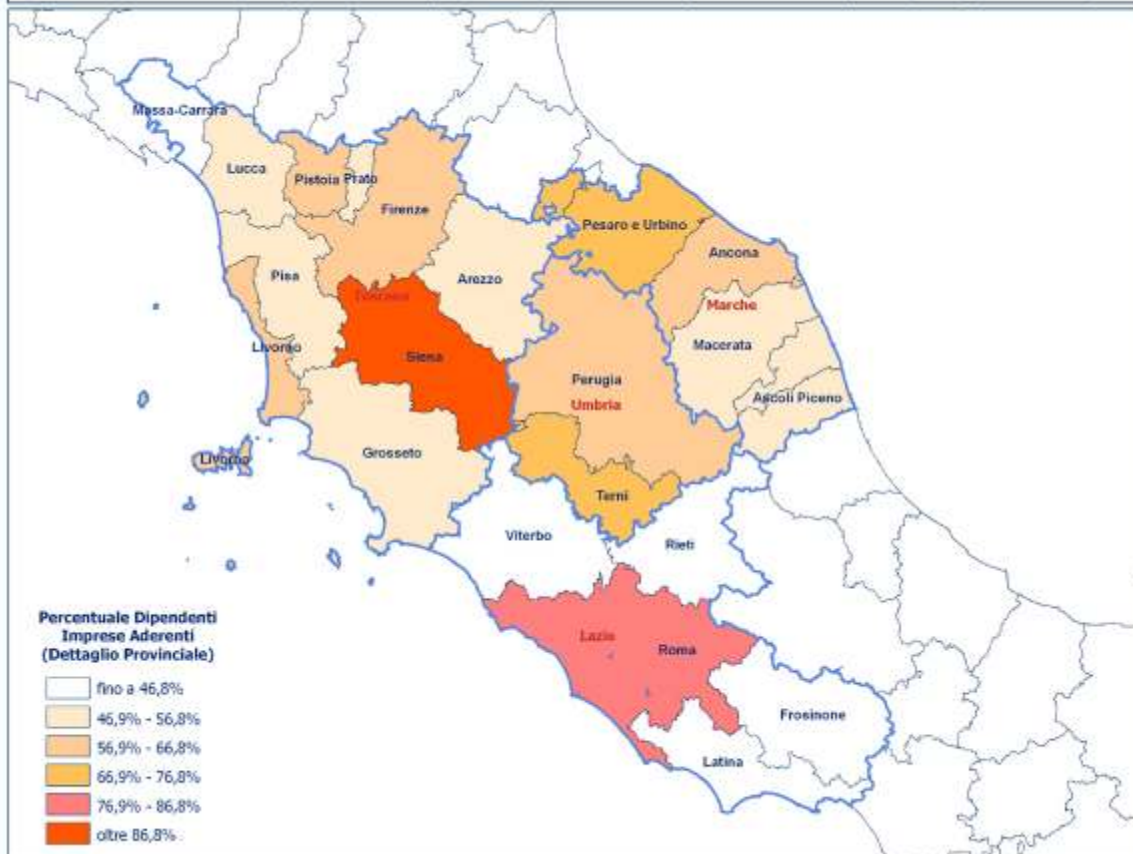 Massa-Carrara
Lucca
Pistoia
Prato
Firenze
Pesaro e Urbino
Ancona
Pisa
Arezzo
Toscana
Marche
Macerata
Livorno
Siena
Perugia
Umbria
Ascoli Piceno
Grosseto
Livorno
Terni
Viterbo
Rieti
Lazio
Roma
Frosinone
Latina
Percentuale Dipendenti
Imprese Aderenti
(Dettaglio Provinciale)
fino a 46,8%
46,9% - 56,8%
56,9% - 66,8%
66,9% - 76,8%
76,9% - 86,8%
oltre 86,8%